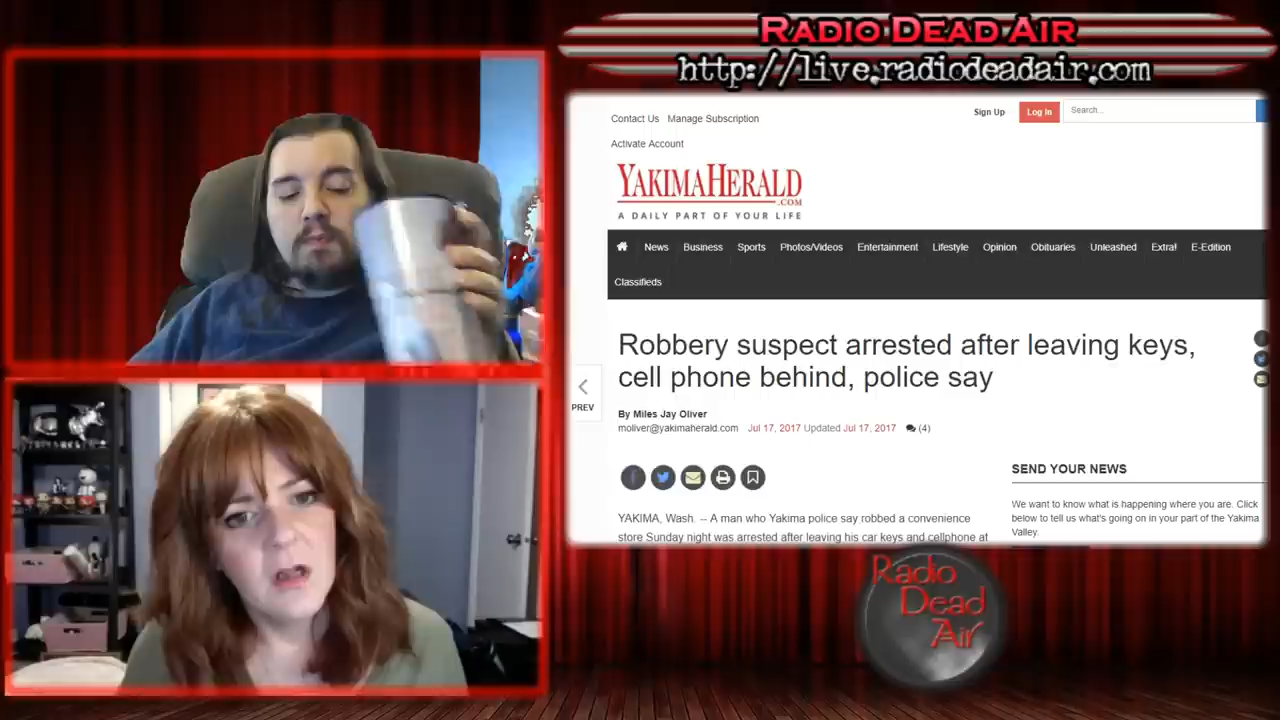 Radio Dead Air
http://live.radiodeadair.com
Contact Us Manage Subscription
Sign Up Log In Search...
Activate Account
YAKIMAHERALD
.COM
A DAILY PART OF YOUR LIFE
News Business Sports Photos/Videos Entertainment Lifestyle Opinion Obituaries Unleashed Extra! E-Edition
Classifieds
Robbery suspect arrested after leaving keys,
cell phone behind, police say
PREV
By Miles Jay Oliver
moliver@yakimaherald.com Jul 17, 2017 Updated Jul 17, 2017 (4)
SEND YOUR NEWS
We want to know what is happening where you are. Click
below to tell us what's going on in your part of the Yakima
Valley.
YAKIMA, Wash. -- A man who Yakima police say robbed a convenience
store Sunday night was arrested after leaving his car keys and cellphone at
Radio
Dead
Air